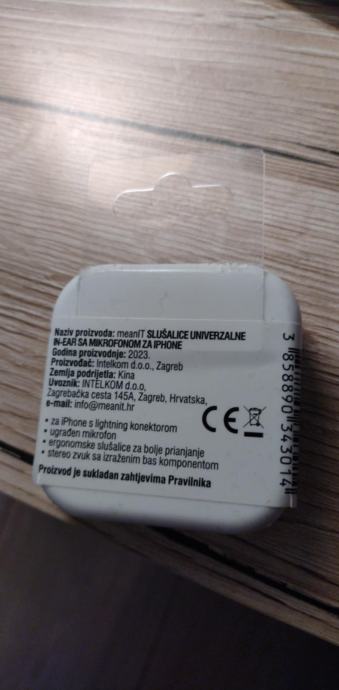 Naziv proizvoda: meanIT SLUŠALICE UNIVERZALNE
IN-EAR SA MIKROFONOM ZA IPHONE
Godina proizvodnje: 2023.
Proizvođač: Intelkom d.o.o., Zagreb
Zemlja podrijetla: Kina
Uvoznik: INTELKOM d.o.o,
Zagrebačka cesta 145A, Zagreb, Hrvatska,
e-mail: info@meanit.hr
CE
• za iPhone s lightning konektorom
• ugrađen mikrofon
• ergonomske slušalice za bolje prianjanje
• stereo zvuk sa izraženim bas komponentom
Proizvod je sukladan zahtjevima Pravilnika
3 858890 343014